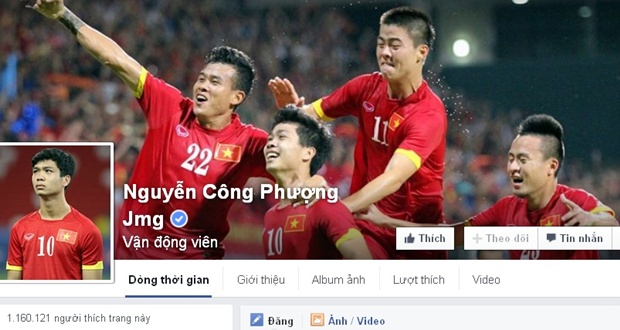 22
11
10
10
Nguyễn Công Phượng
Jmg
Vận động viên
Thích
+ Theo dõi
Tin nhắn
Dòng thời gian
Giới thiệu
Album ảnh
Lượt thích
Video
1.160.121 người thích trang này
Đăng
Ảnh / Video